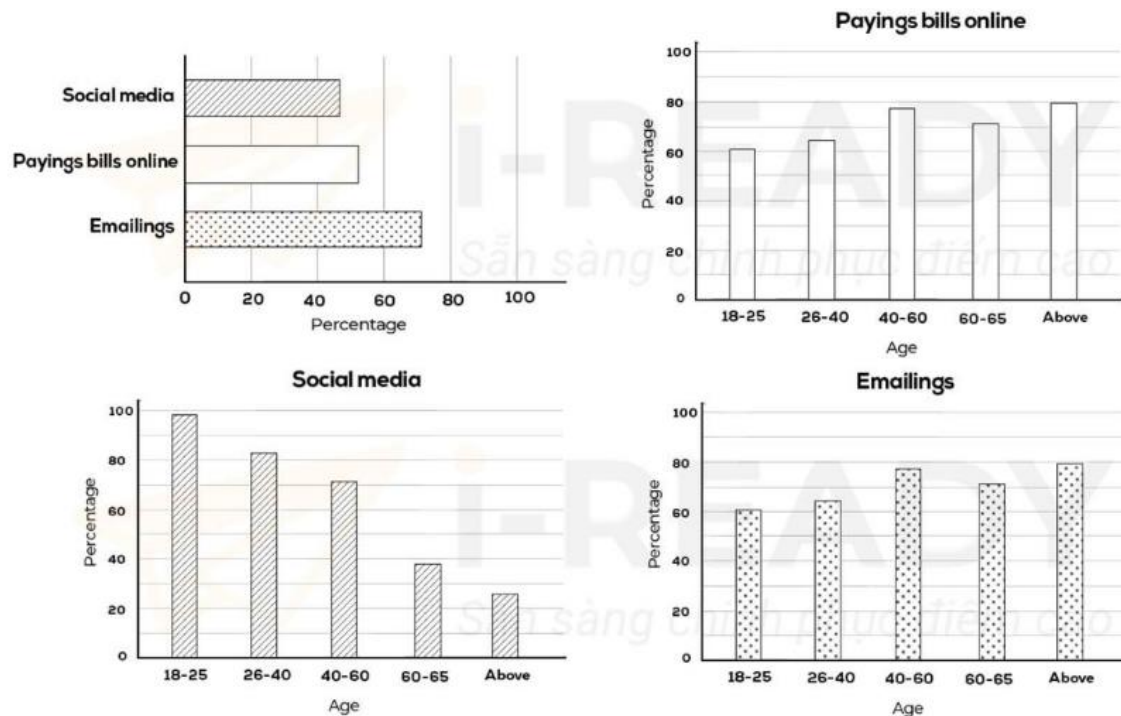 Social media
Payings bills online
Emailings
0 20 40 60 80 100
Percentage
Payings bills online
100
80
60
40
20
0
Percentage
18-25 26-40 40-60 60-65 Above
Age
Social media
100
80
60
40
20
0
Percentage
18-25 26-40 40-60 60-65 Above
Age
Emailings
100
80
60
40
20
0
Percentage
18-25 26-40 40-60 60-65 Above
Age
i-READY
Sẵn sàng chinh phục điểm cao
i-READY
Sẵn sàng chinh phục điểm cao